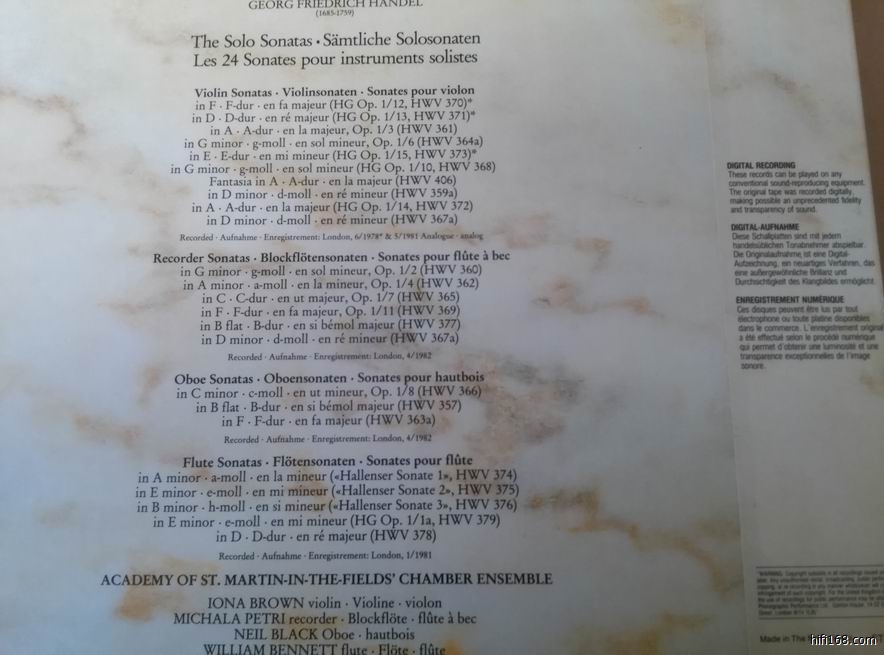 GEORG FRIEDRICH HANDEL
(1685-1759)
The Solo Sonatas · Sämtliche Solosonaten
Les 24 Sonates pour instruments solistes
Violin Sonatas · Violinsonaten · Sonates pour violon
in F · F-dur · en fa majeur (HG Op. 1/12, HWV 370)*
in D · D-dur · en ré majeur (HG Op. 1/13, HWV 371)*
in A · A-dur · en la majeur, Op. 1/3 (HWV 361)
in G minor · g-moll · en sol mineur, Op. 1/6 (HWV 364a)
in E · E-dur · en mi mineur (HG Op. 1/15, HWV 373)*
in G minor · g-moll · en sol mineur (HG Op. 1/10, HWV 368)
Fantasia in A · A-dur · en la majeur (HWV 406)
in D minor · d-moll · en ré mineur (HWV 359a)
in A · A-dur · en la majeur (HG Op. 1/14, HWV 372)
in D minor · d-moll · en ré mineur (HWV 367a)
Recorded · Aufnahme · Enregistrement: London, 6/1978* & 5/1981 Analogue · analog
Recorder Sonatas · Blockflötensonaten · Sonates pour flûte à bec
in G minor · g-moll · en sol mineur, Op. 1/2 (HWV 360)
in A minor · a-moll · en la mineur, Op. 1/4 (HWV 362)
in C · C-dur · en ut majeur, Op. 1/7 (HWV 365)
in F · F-dur · en fa majeur, Op. 1/11 (HWV 369)
in B flat · B-dur · en si bémol majeur (HWV 377)
in D minor · d-moll · en ré mineur (HWV 367a)
Recorded · Aufnahme · Enregistrement: London, 4/1982
Oboe Sonatas · Oboensonaten · Sonates pour hautbois
in C minor · c-moll · en ut mineur, Op. 1/8 (HWV 366)
in B flat · B-dur · en si bémol majeur (HWV 357)
in F · F-dur · en fa majeur (HWV 363a)
Recorded · Aufnahme · Enregistrement: London, 4/1982
Flute Sonatas · Flötensonaten · Sonates pour flûte
in A minor · a-moll · en la mineur («Hallenser Sonate 1», HWV 374)
in E minor · e-moll · en mi mineur («Hallenser Sonate 2», HWV 375)
in B minor · h-moll · en si mineur («Hallenser Sonate 3», HWV 376)
in E minor · e-moll · en mi mineur (HG Op. 1/1a, HWV 379)
in D · D-dur · en ré majeur (HWV 378)
Recorded · Aufnahme · Enregistrement: London, 1/1981
ACADEMY OF ST. MARTIN-IN-THE-FIELDS' CHAMBER ENSEMBLE
IONA BROWN violin · Violine · violon
MICHALA PETRI recorder · Blockflöte · flûte à bec
NEIL BLACK Oboe · hautbois
WILLIAM BENNETT flute · Flöte · flûte
DIGITAL RECORDING
These records can be played on any
conventional sound-reproducing equipment.
The original tape was recorded digitally,
making possible an unprecedented fidelity
and transparency of sound.
DIGITAL-AUFNAHME
Diese Schallplatten sind mit jedem
handelsüblichen Tonabnehmer abspielbar.
Die Originalaufnahme ist eine Digital-
Aufzeichnung, ein neuartiges Verfahren, das
eine außergewöhnliche Brillanz und
Durchsichtigkeit des Klangbildes ermöglicht.
ENREGISTREMENT NUMÉRIQUE
Ces disques peuvent être lus par tout
électrophone ou toute platine disponibles
dans le commerce. L'enregistrement original
a été effectué selon le procédé numérique
qui permet d'obtenir une luminosité et une
transparence exceptionnelles de l'image
sonore.
WARNING: Copyright subsists in all recordings
Made in The
hifi168.com